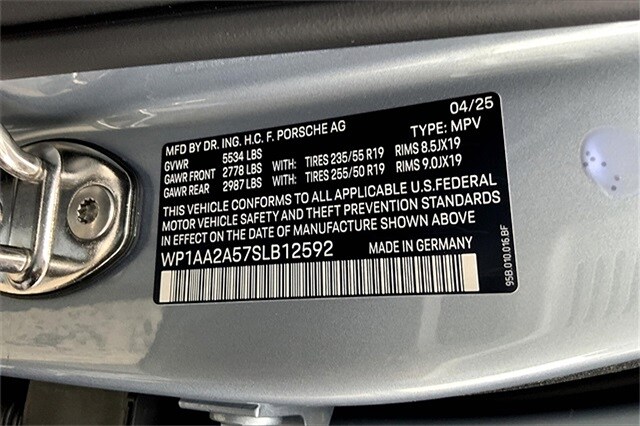 04/25
MFD BY DR. ING. H.C. F. PORSCHE AG
TYPE: MPV
GVWR 5534 LBS
GAWR FRONT 2778 LBS WITH: TIRES 235/55 R19 RIMS 8.5JX19
GAWR REAR 2987 LBS WITH: TIRES 255/50 R19 RIMS 9.0JX19
THIS VEHICLE CONFORMS TO ALL APPLICABLE U.S.FEDERAL
MOTOR VEHICLE SAFETY AND THEFT PREVENTION STANDARDS
IN EFFECT ON THE DATE OF MANUFACTURE SHOWN ABOVE
WP1AA2A57SLB12592
MADE IN GERMANY
95B.010.016.BF